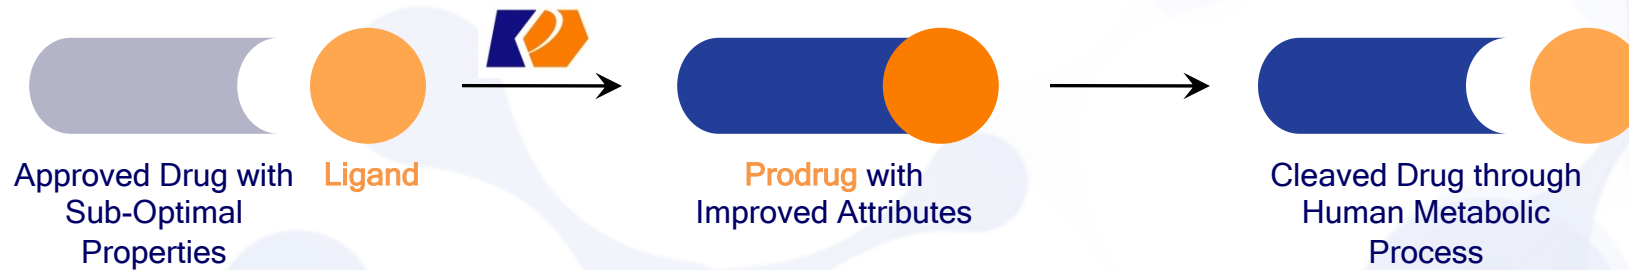 Approved Drug with
Sub-Optimal
Properties
Ligand
Prodrug with
Improved Attributes
Cleaved Drug through
Human Metabolic
Process